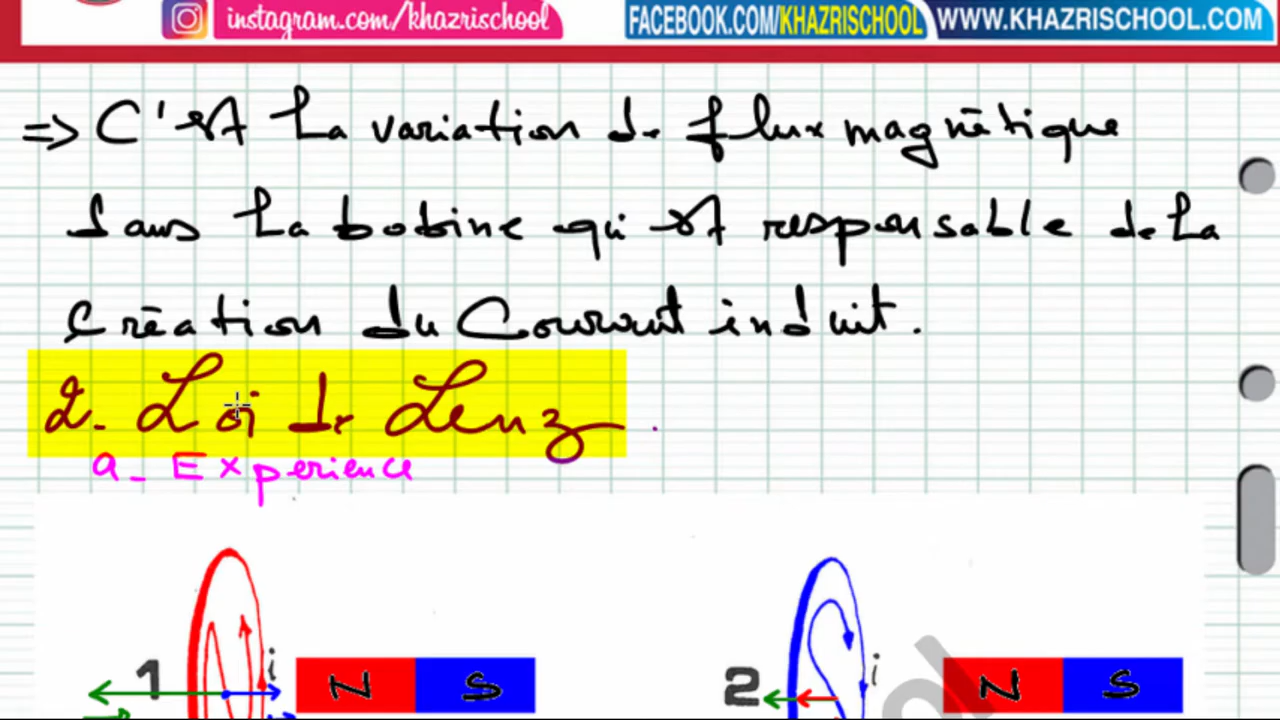 instagram.com/khazrischool FACEBOOK.COM/KHAZRISCHOOL WWW.KHAZRISCHOOL.COM
=> C'est la variation de flux magnétique
dans la bobine qui est responsable de la
création du courant induit.
2. Loi de Lenz.
a- Experience
1 i N S 2 i N S